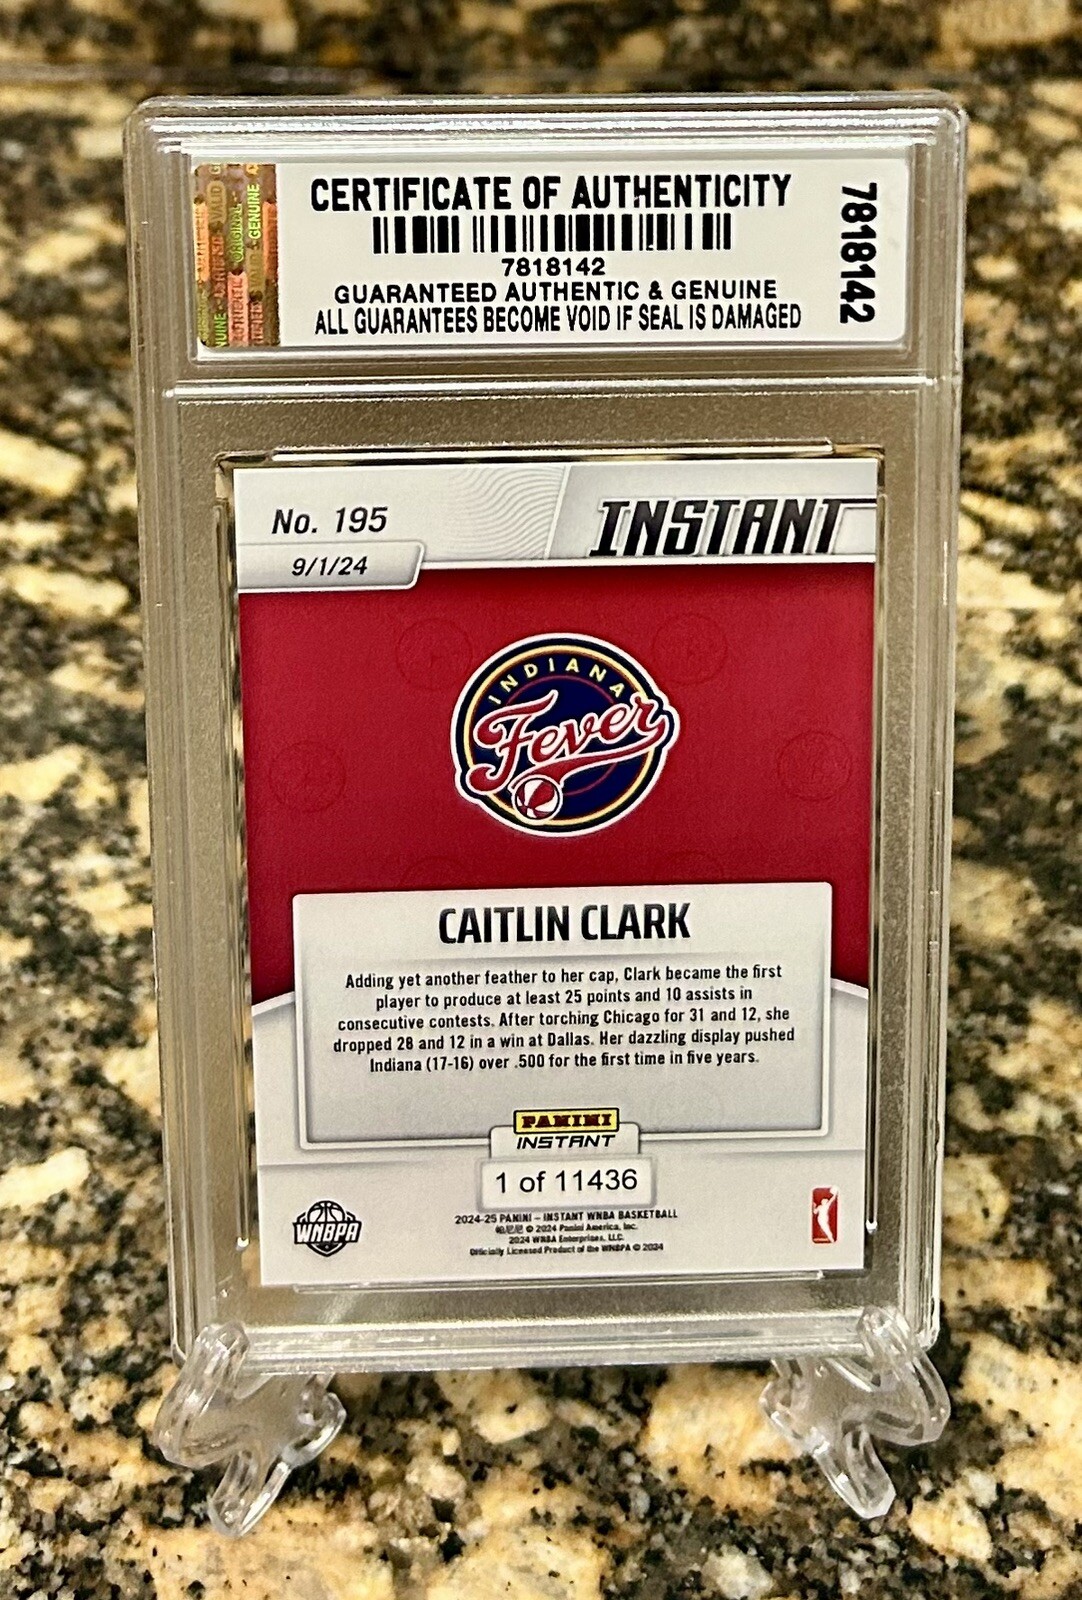 CERTIFICATE OF AUTHENTICITY
7818142
GUARANTEED AUTHENTIC & GENUINE
ALL GUARANTEES BECOME VOID IF SEAL IS DAMAGED
7818142
No. 195
INSTANT
9/1/24
INDIANA
Fever
CAITLIN CLARK
Adding yet another feather to her cap, Clark became the first
player to produce at least 25 points and 10 assists in
consecutive contests. After torching Chicago for 31 and 12, she
dropped 28 and 12 in a win at Dallas. Her dazzling display pushed
Indiana (17-16) over .500 for the first time in five years.
PANINI
INSTANT
1 of 11436
WNBPA
2024-25 PANINI – INSTANT WNBA BASKETBALL
© 2024 Panini America, Inc.
2024 WNBA Enterprises, LLC.
Officially Licensed Product of the WNBPA © 2024